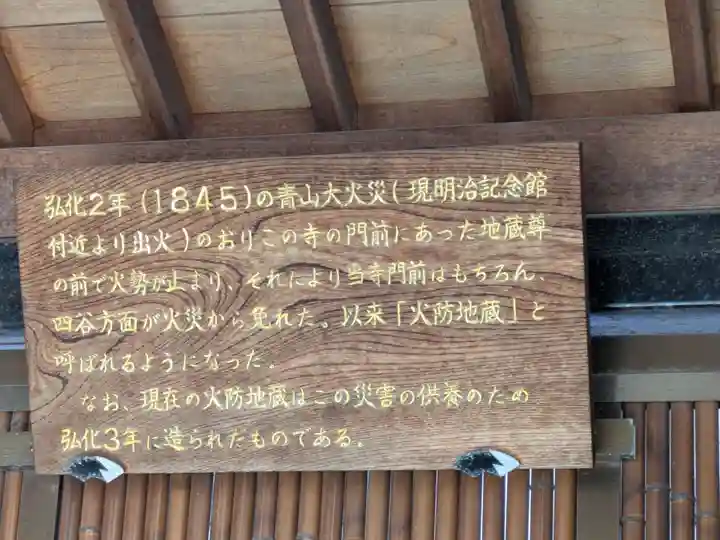 弘化2年(1845)の青山大火災(現明治記念館
付近より出火)のおりこの寺の門前にあった地蔵尊
の前で火勢が止まり、それにより当寺門前はもちろん、
四谷方面が火災から免れた。以来「火防地蔵」と
呼ばれるようになった。
なお、現在の火防地蔵はこの災害の供養のため
弘化3年に造られたものである。